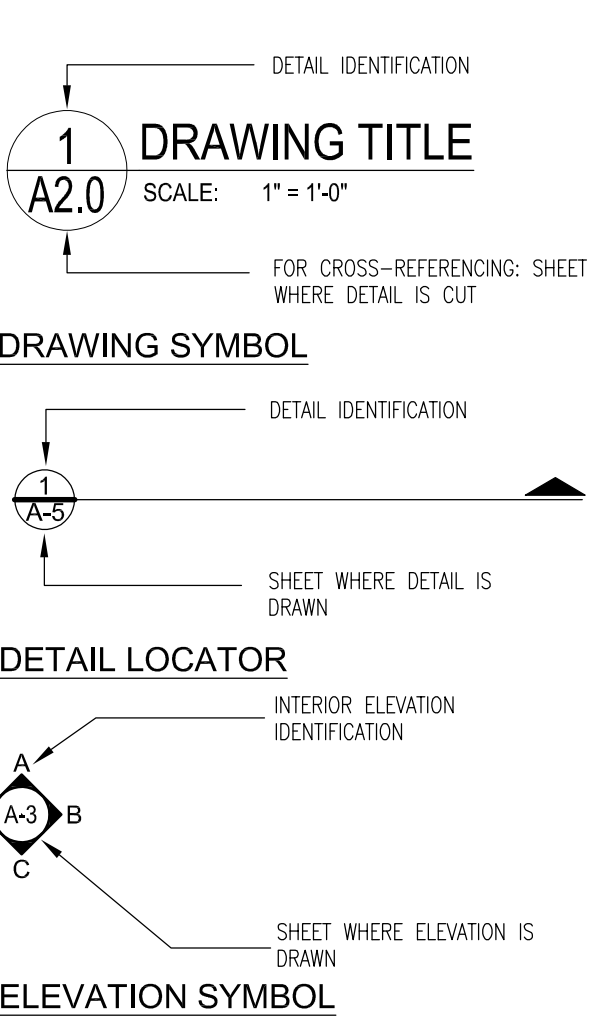 DETAIL IDENTIFICATION
1
DRAWING TITLE
A2.0
SCALE: 1" = 1'-0"
FOR CROSS-REFERENCING: SHEET
WHERE DETAIL IS CUT
DRAWING SYMBOL
DETAIL IDENTIFICATION
1
A-5
SHEET WHERE DETAIL IS
DRAWN
DETAIL LOCATOR
INTERIOR ELEVATION
IDENTIFICATION
A
A-3
B
C
SHEET WHERE ELEVATION IS
DRAWN
ELEVATION SYMBOL